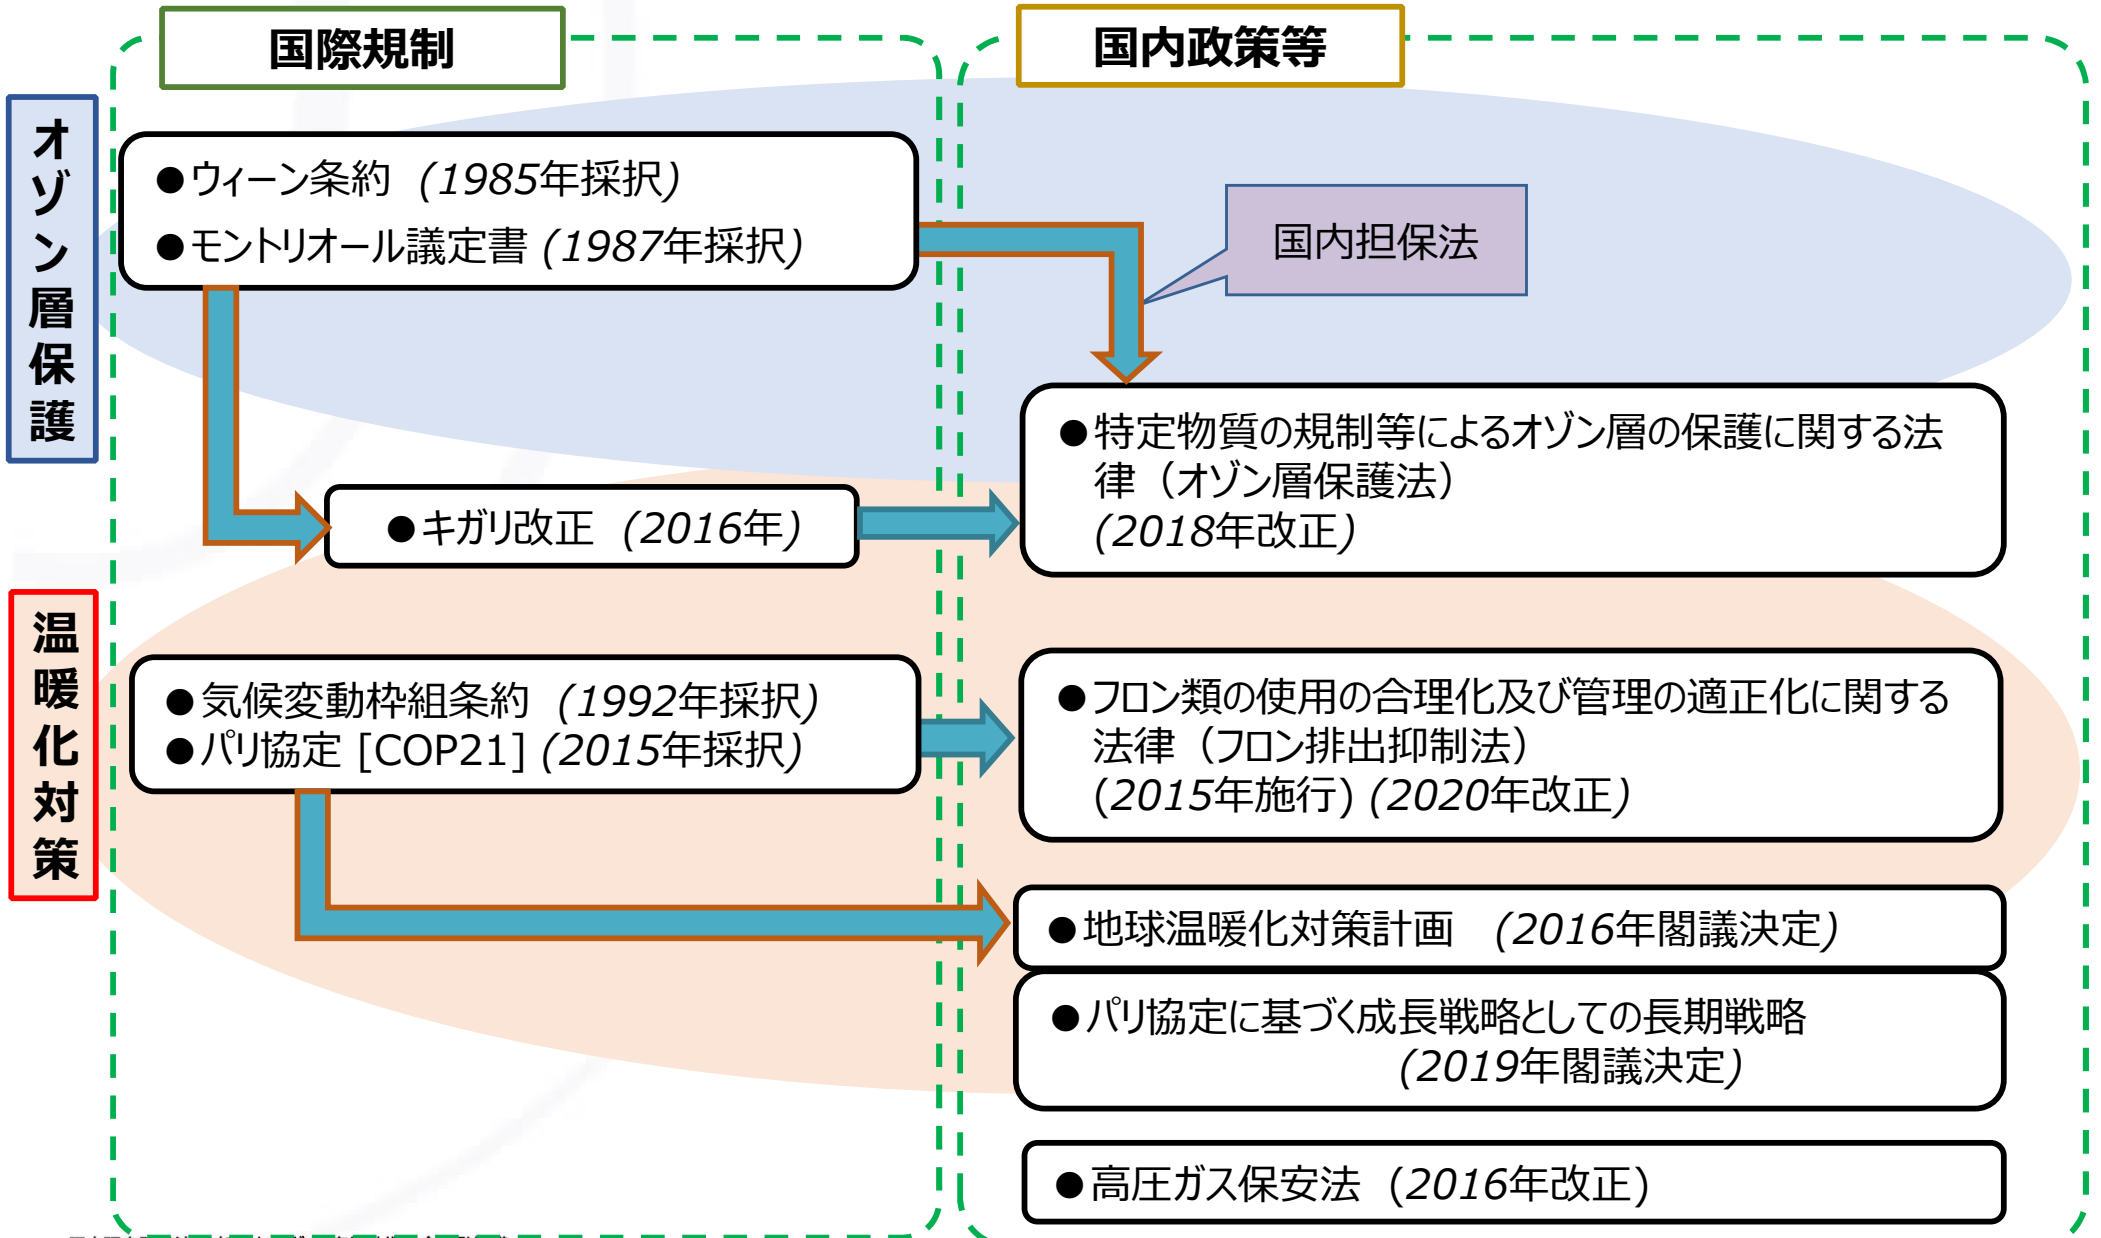 国際規制
国内政策等
オゾン層保護
●ウィーン条約 (1985年採択)
●モントリオール議定書 (1987年採択)
国内担保法
●特定物質の規制等によるオゾン層の保護に関する法
律（オゾン層保護法）
(2018年改正)
●キガリ改正 (2016年)
温暖化対策
●気候変動枠組条約 (1992年採択)
●パリ協定 [COP21] (2015年採択)
●フロン類の使用の合理化及び管理の適正化に関する
法律（フロン排出抑制法）
(2015年施行) (2020年改正)
●地球温暖化対策計画 (2016年閣議決定)
●パリ協定に基づく成長戦略としての長期戦略
(2019年閣議決定)
●高圧ガス保安法 (2016年改正)